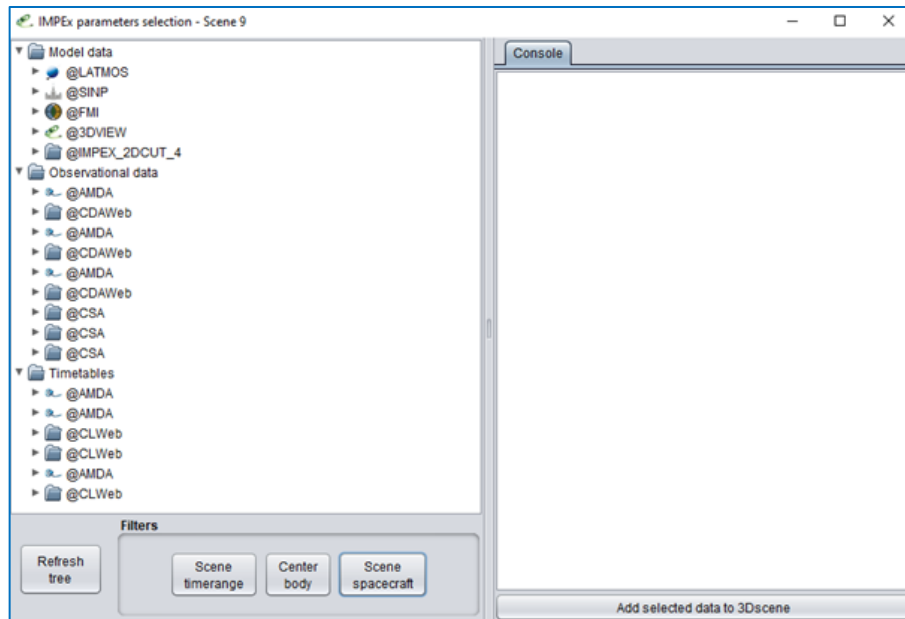 IMPEx parameters selection - Scene 9
Model data
@LATMOS
@SINP
@FMI
@3DVIEW
@IMPEX_2DCUT_4
Observational data
@AMDA
@CDAWeb
@AMDA
@CDAWeb
@AMDA
@CDAWeb
@CSA
@CSA
@CSA
Timetables
@AMDA
@AMDA
@CLWeb
@CLWeb
@AMDA
@CLWeb
Filters
Refresh
tree
Scene
timerange
Center
body
Scene
spacecraft
Console
Add selected data to 3Dscene